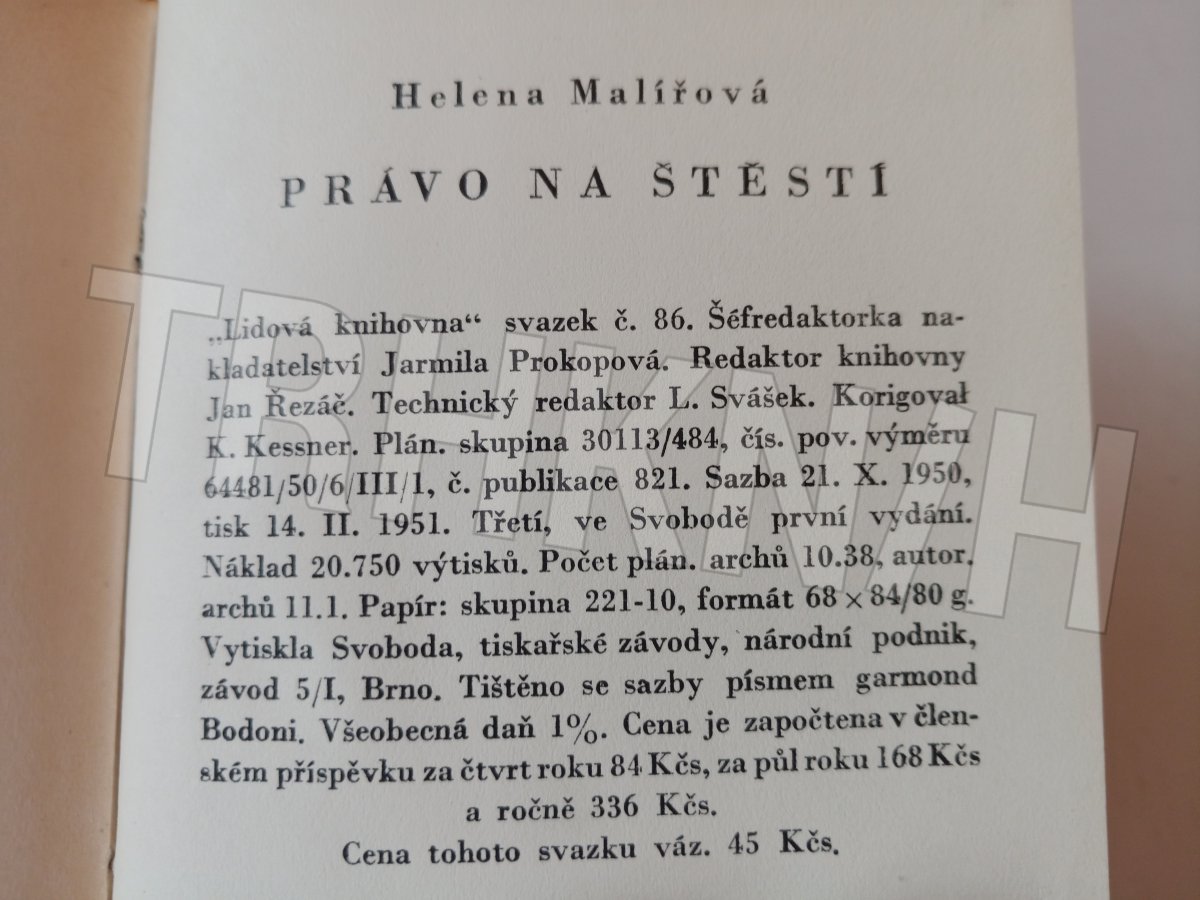 Helena Malířová
PRÁVO NA ŠTĚSTÍ
„Lidová knihovna“ svazek č. 86. Šéfredaktorka na-
kladatelství Jarmila Prokopová. Redaktor knihovny
Jan Řezáč. Technický redaktor L. Svášek. Korigoval
K. Kessner. Plán. skupina 30113/484, čís. pov. výměru
64481/50/6/III/1, č. publikace 821. Sazba 21. X. 1950,
tisk 14. II. 1951. Třetí, ve Svobodě první vydání.
Náklad 20.750 výtisků. Počet plán. archů 10.38, autor.
archů 11.1. Papír: skupina 221-10, formát 68 × 84/80 g.
Vytiskla Svoboda, tiskařské závody, národní podnik,
závod 5/I, Brno. Tištěno se sazby písmem garmond
Bodoni. Všeobecná daň 1%. Cena je započtena v člen-
ském příspěvku za čtvrt roku 84 Kčs, za půl roku 168 Kčs
a ročně 336 Kčs.
Cena tohoto svazku váz. 45 Kčs.
TRHKNIH